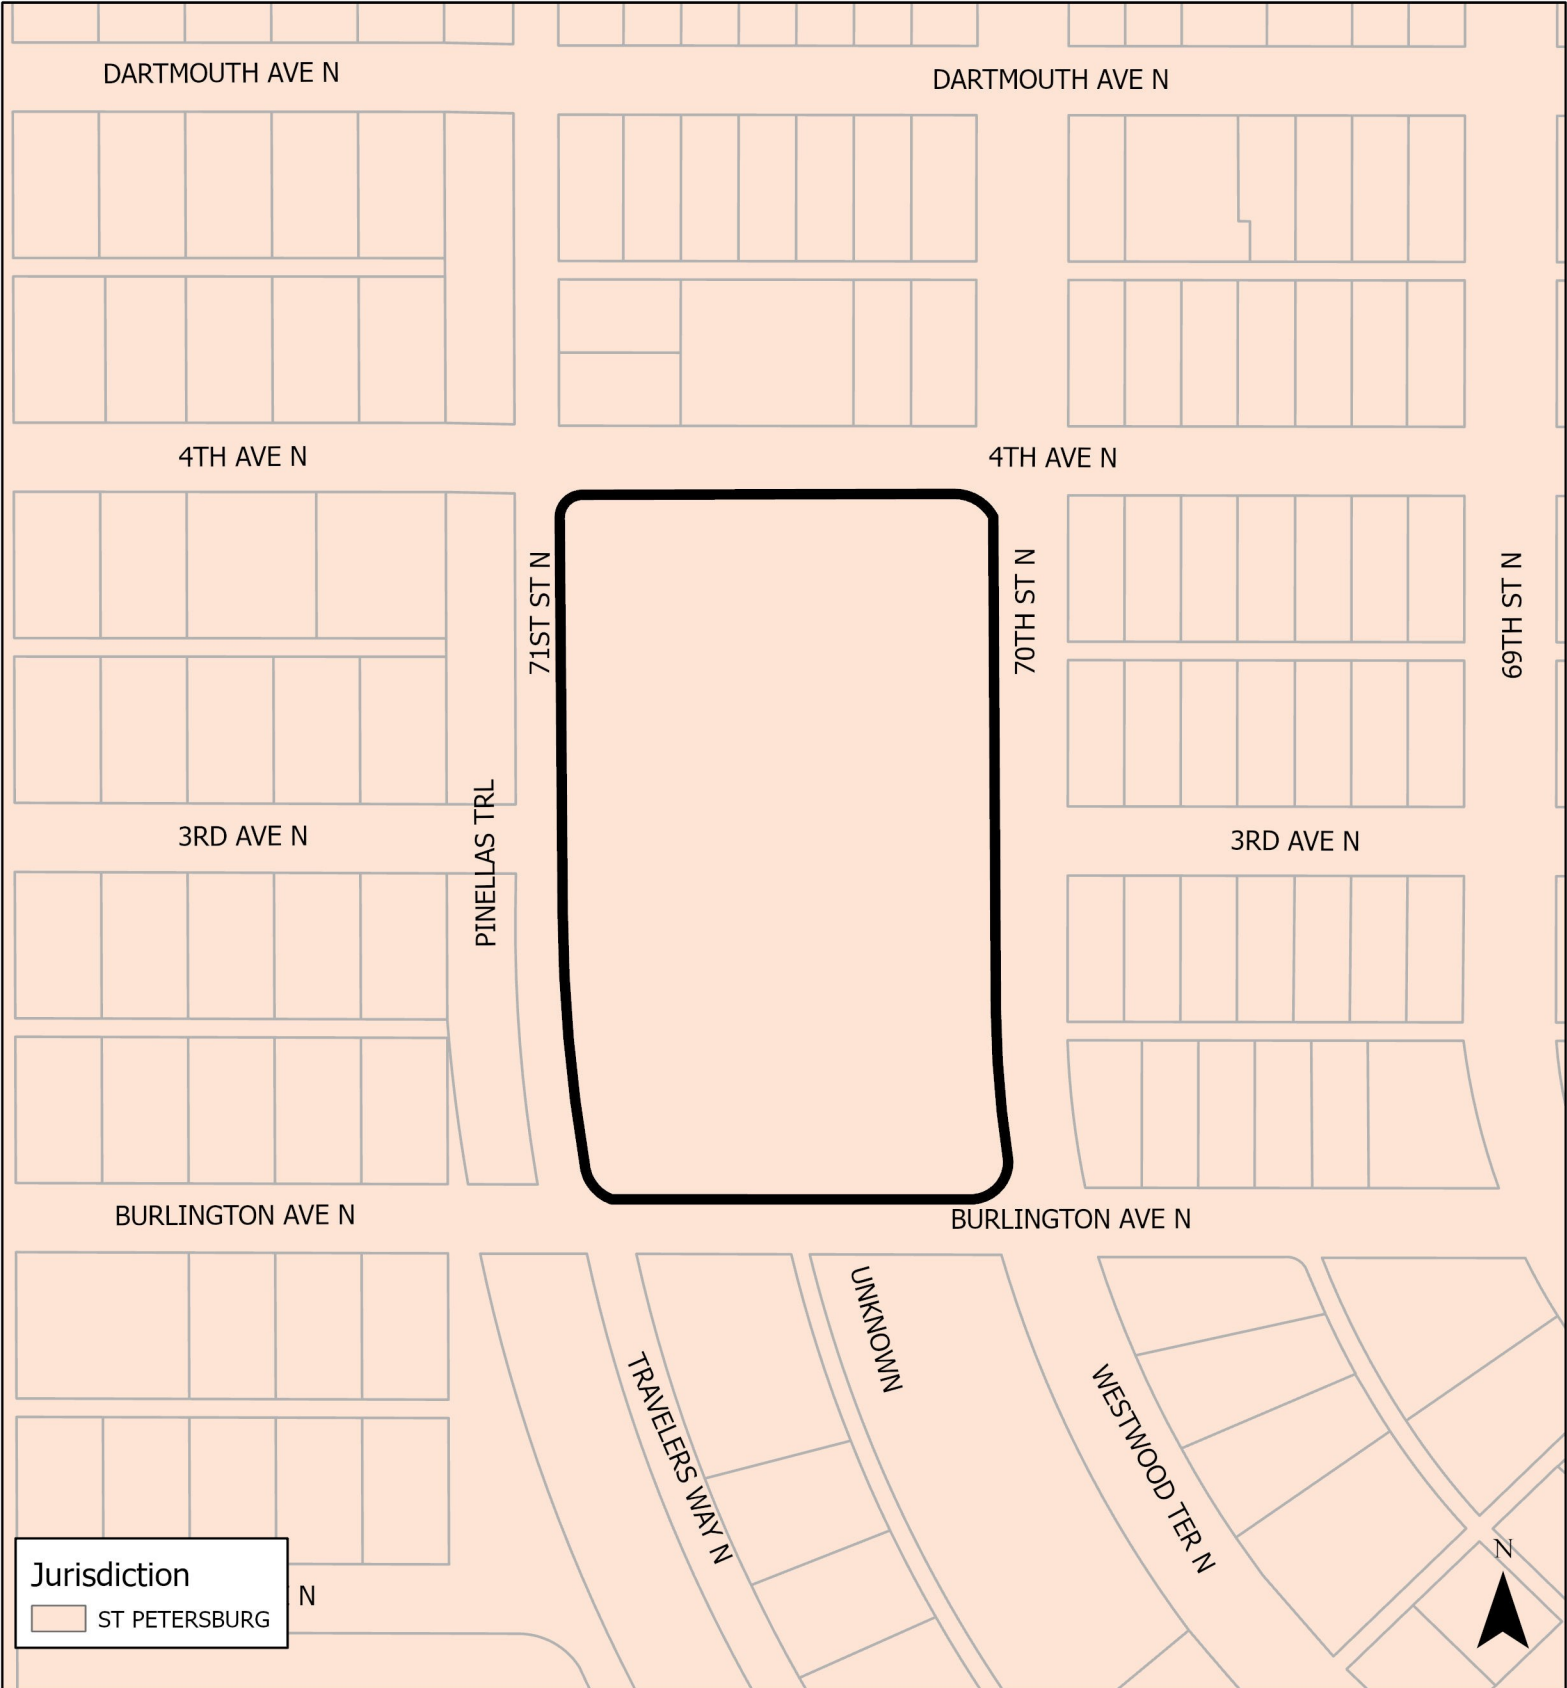 DARTMOUTH AVE N
DARTMOUTH AVE N
4TH AVE N
4TH AVE N
71ST ST N
70TH ST N
69TH ST N
PINELLAS TRL
3RD AVE N
3RD AVE N
BURLINGTON AVE N
BURLINGTON AVE N
UNKNOWN
TRAVELERS WAY N
WESTWOOD TER N
N
Jurisdiction
ST PETERSBURG
N